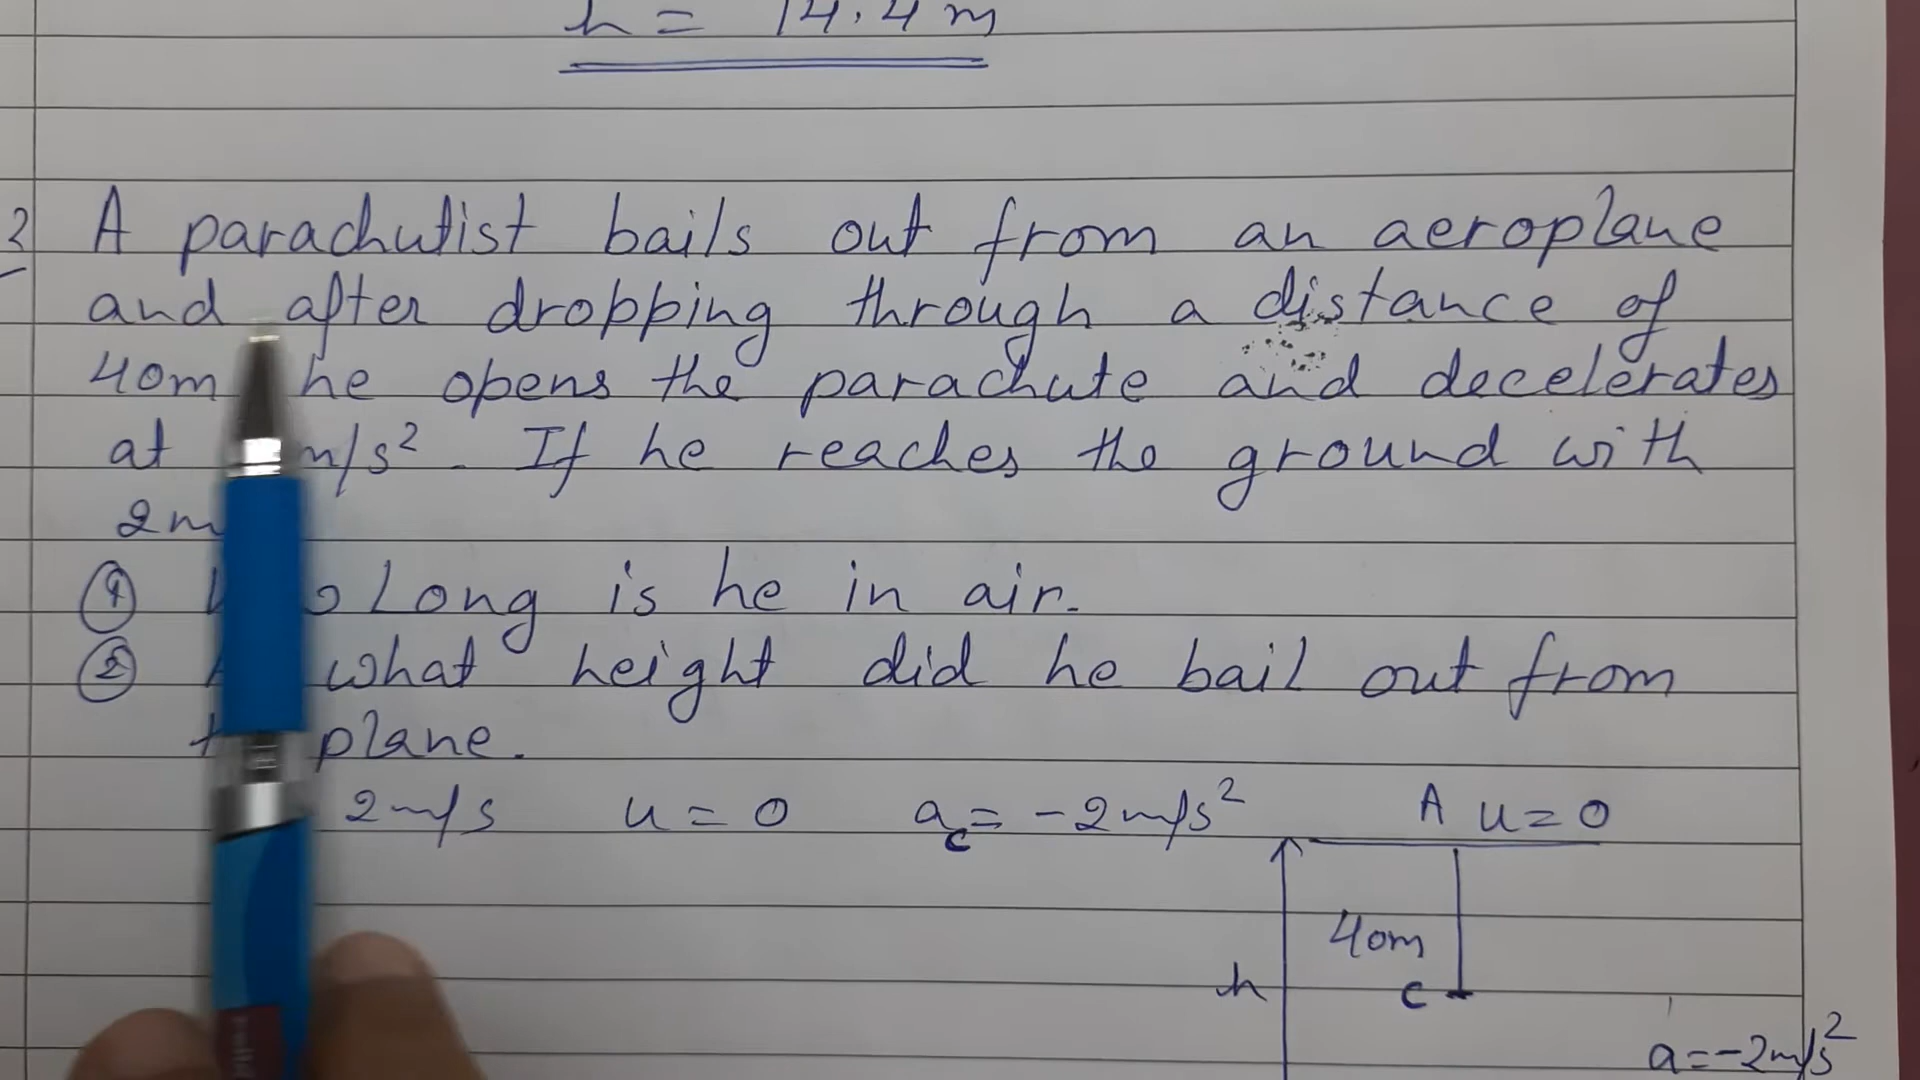 h = 14.4 m
2 A parachutist bails out from an aeroplane
and after dropping through a distance of
40m he opens the parachute and decelerates
at m/s². If he reaches the ground with
2m
① Long is he in air.
② what height did he bail out from
plane.
2m/s u = 0 a_c = -2m/s² A u = 0
40m
h C
a = -2m/s²